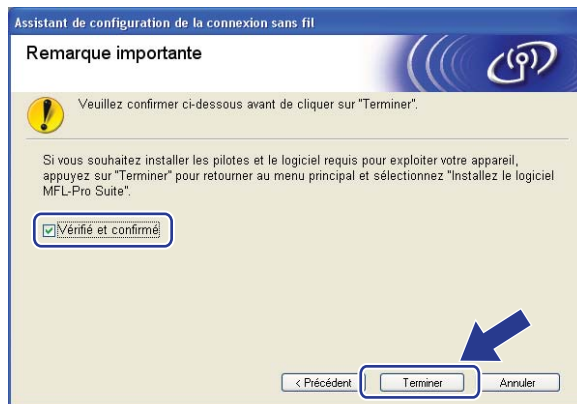 Assistant de configuration de la connexion sans fil
Remarque importante
Veuillez confirmer ci-dessous avant de cliquer sur "Terminer".
Si vous souhaitez installer les pilotes et le logiciel requis pour exploiter votre appareil,
appuyez sur "Terminer" pour retourner au menu principal et sélectionnez "Installez le logiciel
MFL-Pro Suite".
Vérifié et confirmé
< Précédent Terminer Annuler